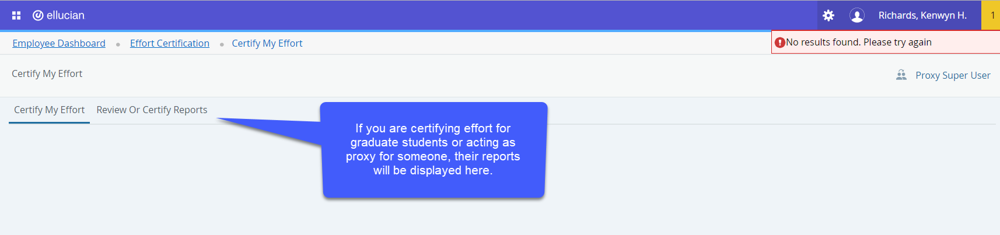 ellucian
Richards, Kenwyn H.
1
Employee Dashboard • Effort Certification • Certify My Effort
No results found. Please try again
Certify My Effort
Proxy Super User
Certify My Effort
Review Or Certify Reports
If you are certifying effort for
graduate students or acting as
proxy for someone, their reports
will be displayed here.